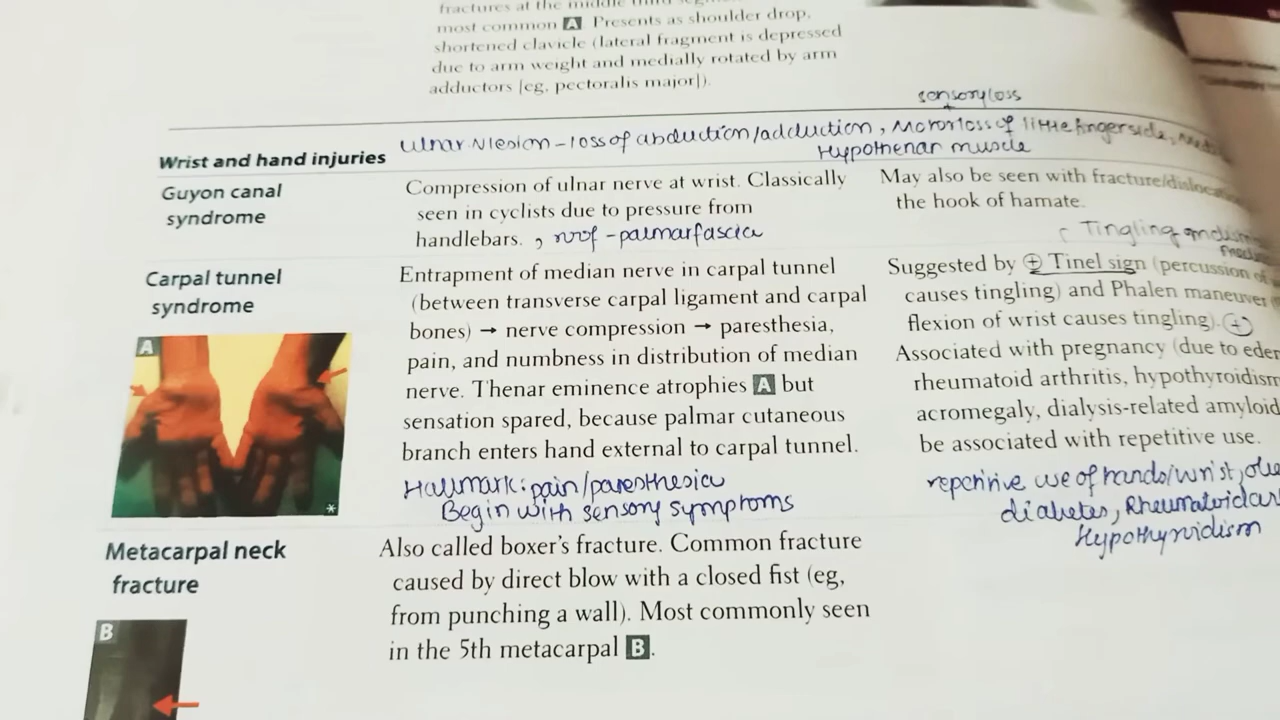 fractures at the middle third
most common A Presents as shoulder drop,
shortened clavicle (lateral fragment is depressed
due to arm weight and medially rotated by arm
adductors [eg, pectoralis major]).
sensory loss
Ulnar N lesion - loss of abduction/adduction, Motor loss of little finger side,
Hypothenar muscle
Wrist and hand injuries
Guyon canal
syndrome
Compression of ulnar nerve at wrist. Classically
seen in cyclists due to pressure from
handlebars. , roof - palmar fascia
May also be seen with fracture/dislocation
the hook of hamate.
Tingling
Carpal tunnel
syndrome
A
Entrapment of median nerve in carpal tunnel
(between transverse carpal ligament and carpal
bones) → nerve compression → paresthesia,
pain, and numbness in distribution of median
nerve. Thenar eminence atrophies A but
sensation spared, because palmar cutaneous
branch enters hand external to carpal tunnel.
Hallmark: pain/paresthesia
Begin with sensory symptoms
Suggested by ⊕ Tinel sign (percussion of
causes tingling) and Phalen maneuver
flexion of wrist causes tingling). (+)
Associated with pregnancy (due to
rheumatoid arthritis, hypothyroidism
acromegaly, dialysis-related
be associated with repetitive use.
repetitive use of hands/wrist,
diabetes,
Hypothyroidism
Metacarpal neck
fracture
B
Also called boxer's fracture. Common fracture
caused by direct blow with a closed fist (eg,
from punching a wall). Most commonly seen
in the 5th metacarpal B.